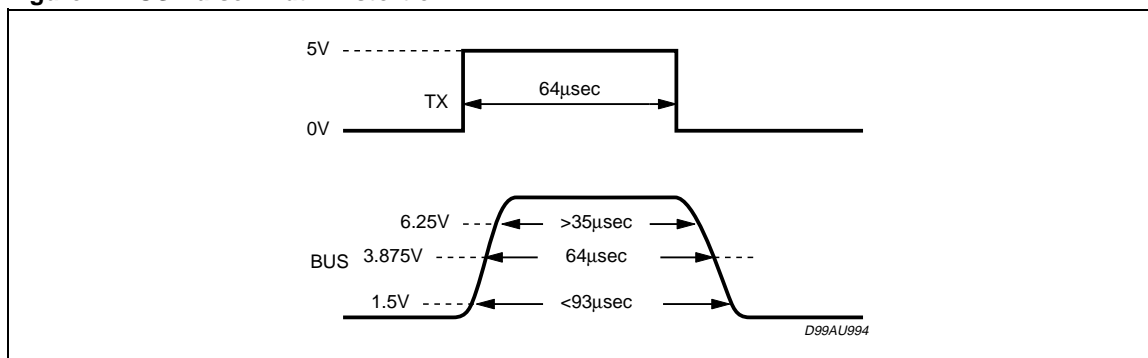 5V
TX
64μsec
0V
6.25V
>35μsec
BUS
3.875V
64μsec
1.5V
<93μsec
D99AU994